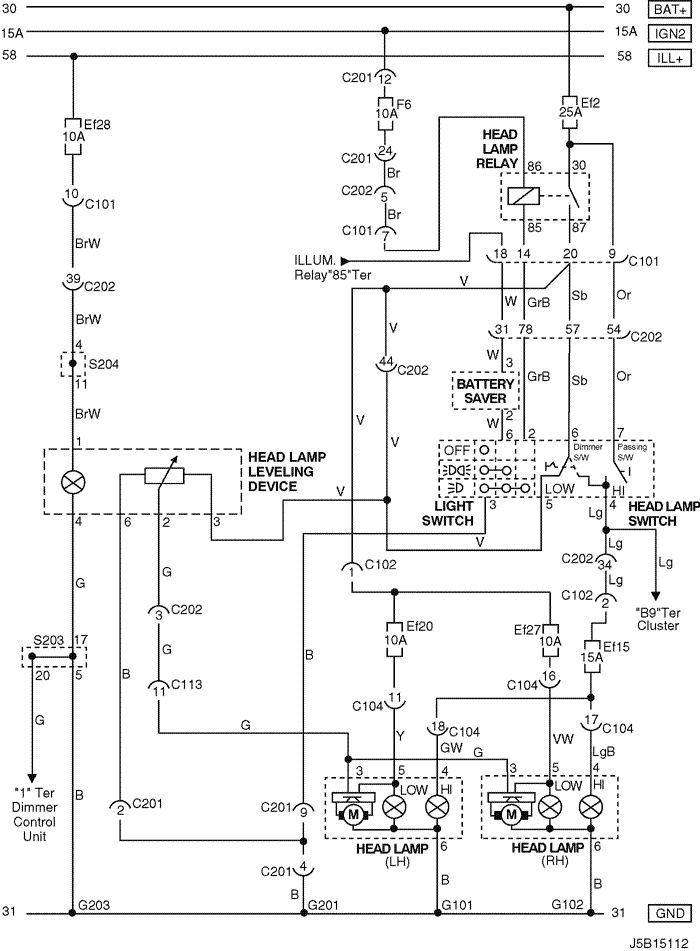 30 30 BAT+
15A 15A IGN2
58 58 ILL+
C201 12
Ef28
10A
F6
10A
Ef2
25A
HEAD
LAMP
RELAY
86 30
85 87
24
C201
Br
C202
5
Br
C101
7
10
C101
BrW
39
C202
BrW
4
S204
11
BrW
1
ILLUM.
Relay"85"Ter
18 14 20 9
C101
V
W GrB Sb Or
31 78 57 54
C202
V
44
C202
W 3
BATTERY
SAVER
2
W
GrB Sb Or
V V
6 2 6 7
OFF
Dimmer
S/W
Passing
S/W
LOW HI
LIGHT
SWITCH
3 5 4
HEAD LAMP
SWITCH
HEAD LAMP
LEVELING
DEVICE
4 6 2 3
V
V
Lg
Lg
C202
34
Lg
Lg
C102
2
"B9"Ter
Cluster
C102
1
G
G
3
C202
G
11
C113
B
B
S203 17
20 5
G
"1" Ter
Dimmer
Control
Unit
B
Ef20
10A
Ef27
10A
Ef15
15A
11
C104
16
C104
18
C104
17
C104
Y GW VW LgB
G
G
2
C201
C201 9
4
C201
B
3 5 4
LOW HI
M
6
HEAD LAMP
(LH)
B
3 5 4
LOW HI
M
6
HEAD LAMP
(RH)
B
31 G203 G201 G101 G102 31 GND
J5B15112